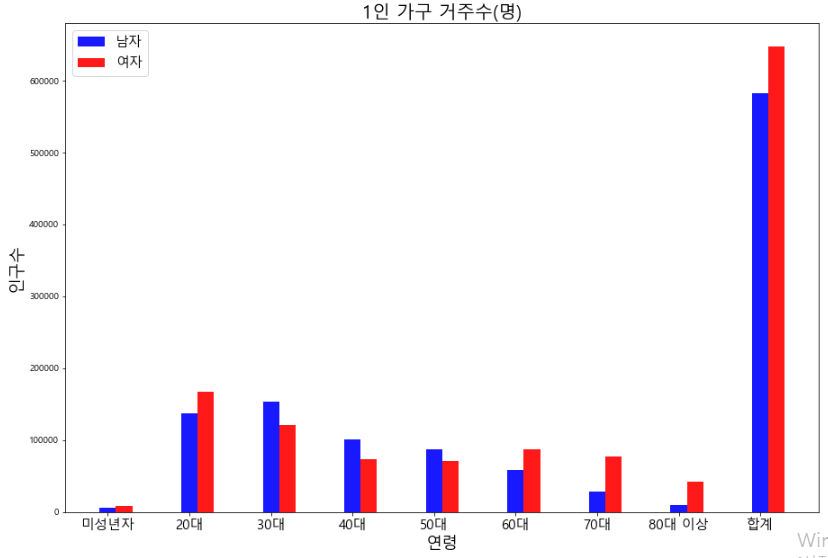 1인 가구 거주수(명)
남자
여자
600000
500000
400000
300000
200000
100000
0
인구수
미성년자 20대 30대 40대 50대 60대 70대 80대 이상 합계
연령
Win